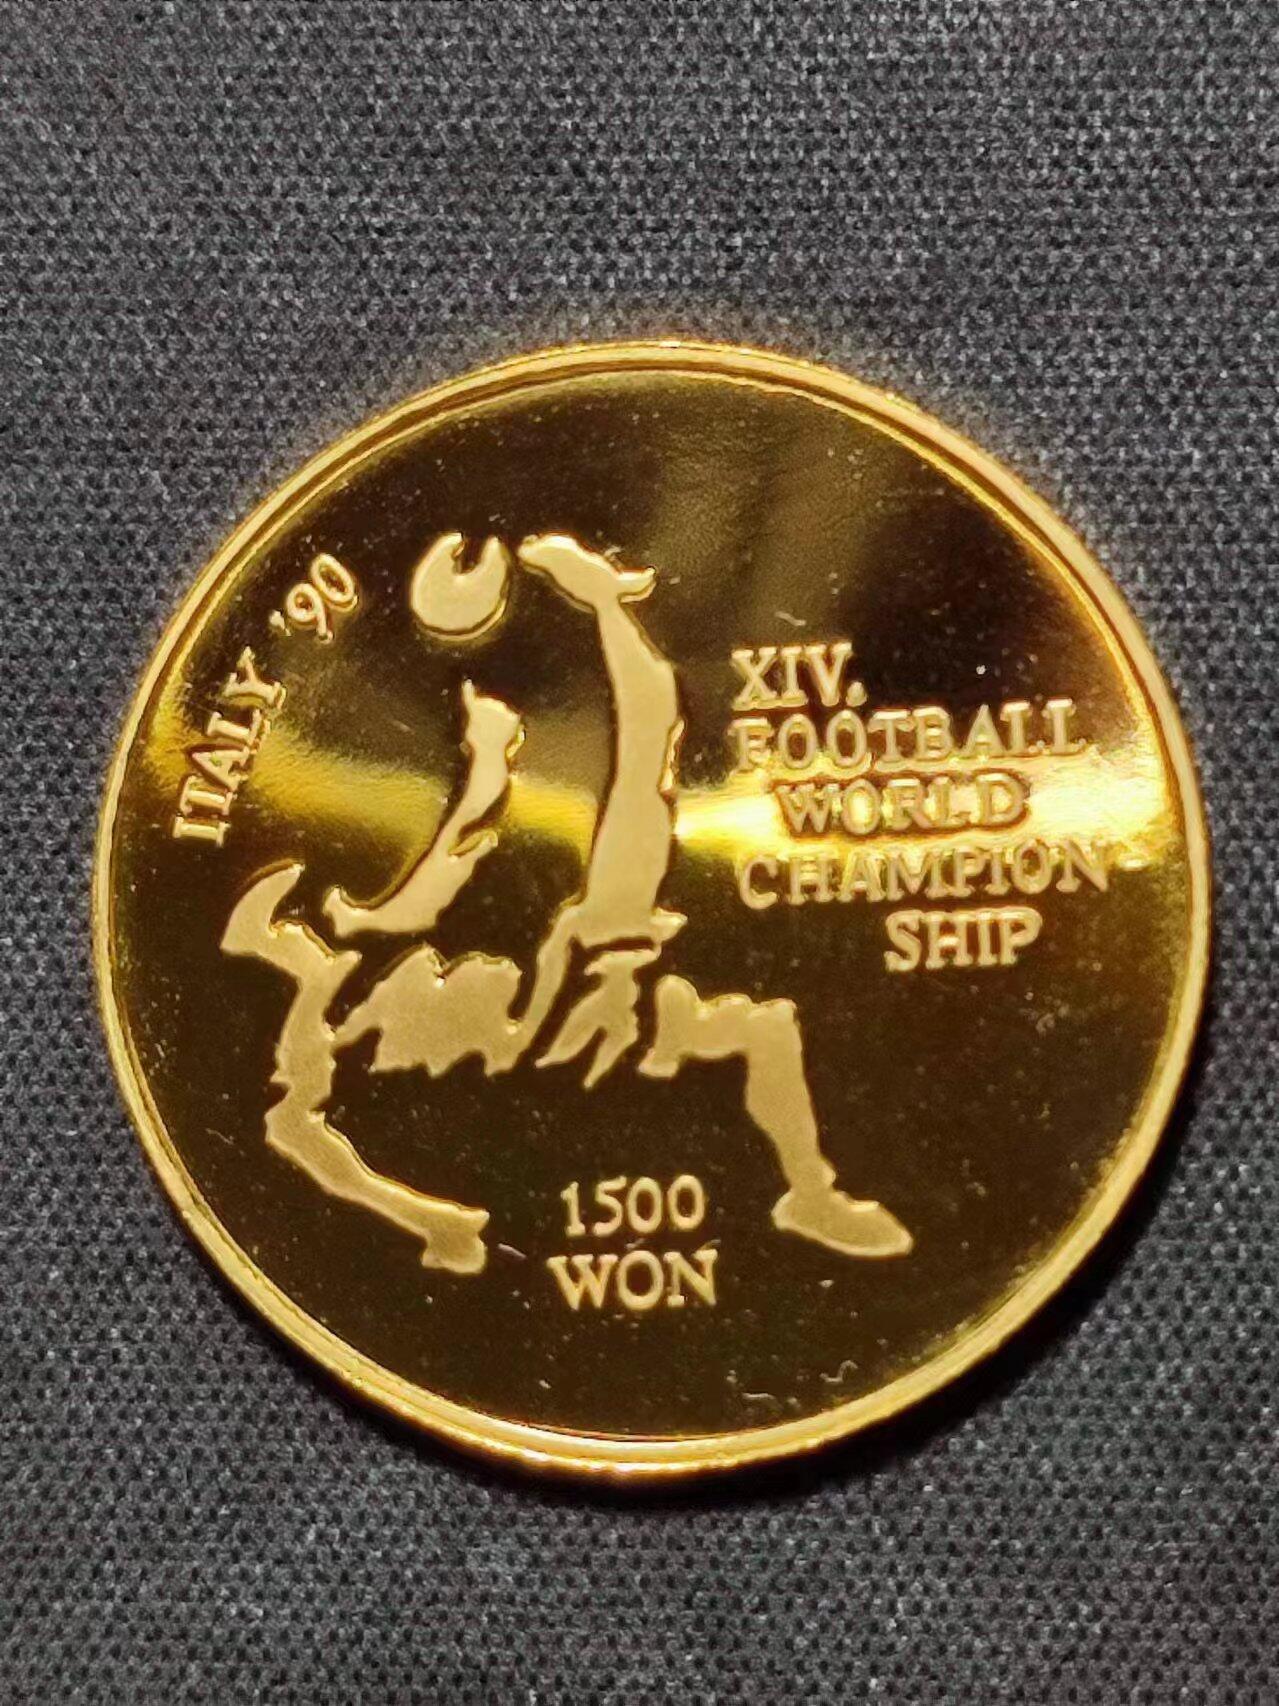 ITALY '90
XIV.
FOOTBALL
WORLD
CHAMPION-
SHIP
1500
WON